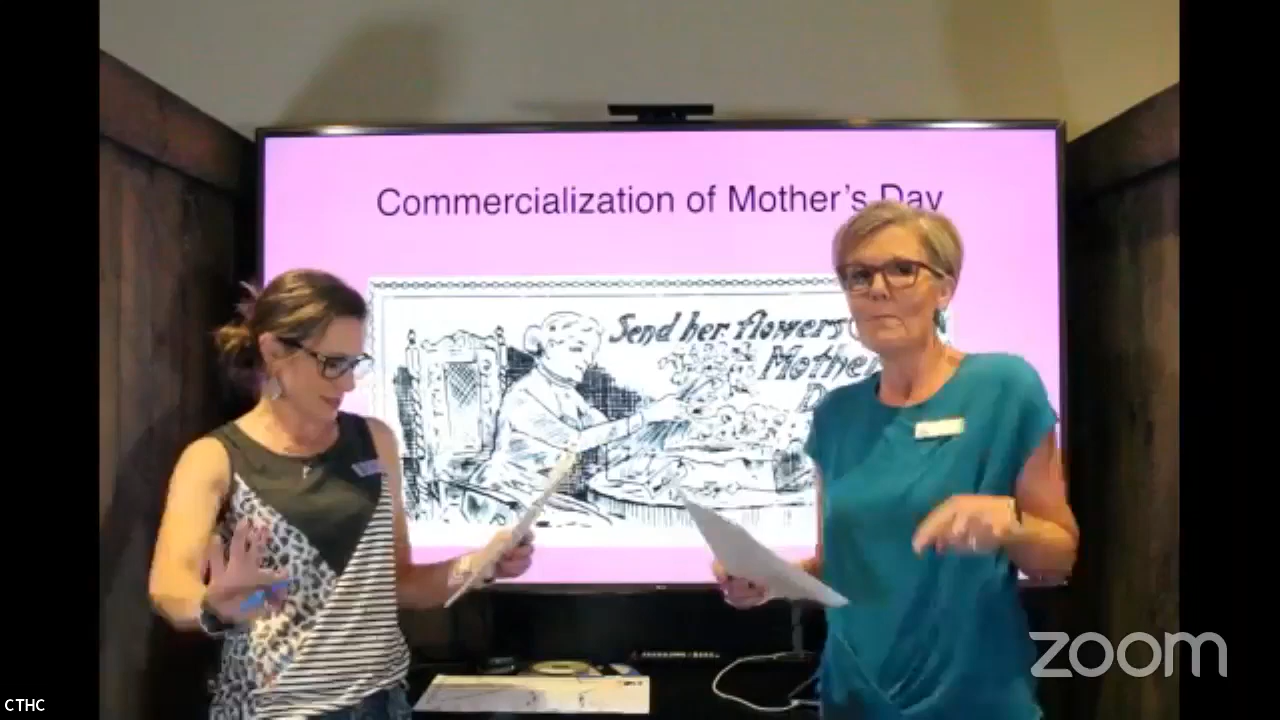 Commercialization of Mother's Day
Send her flowers
Mother
zoom
CTHC